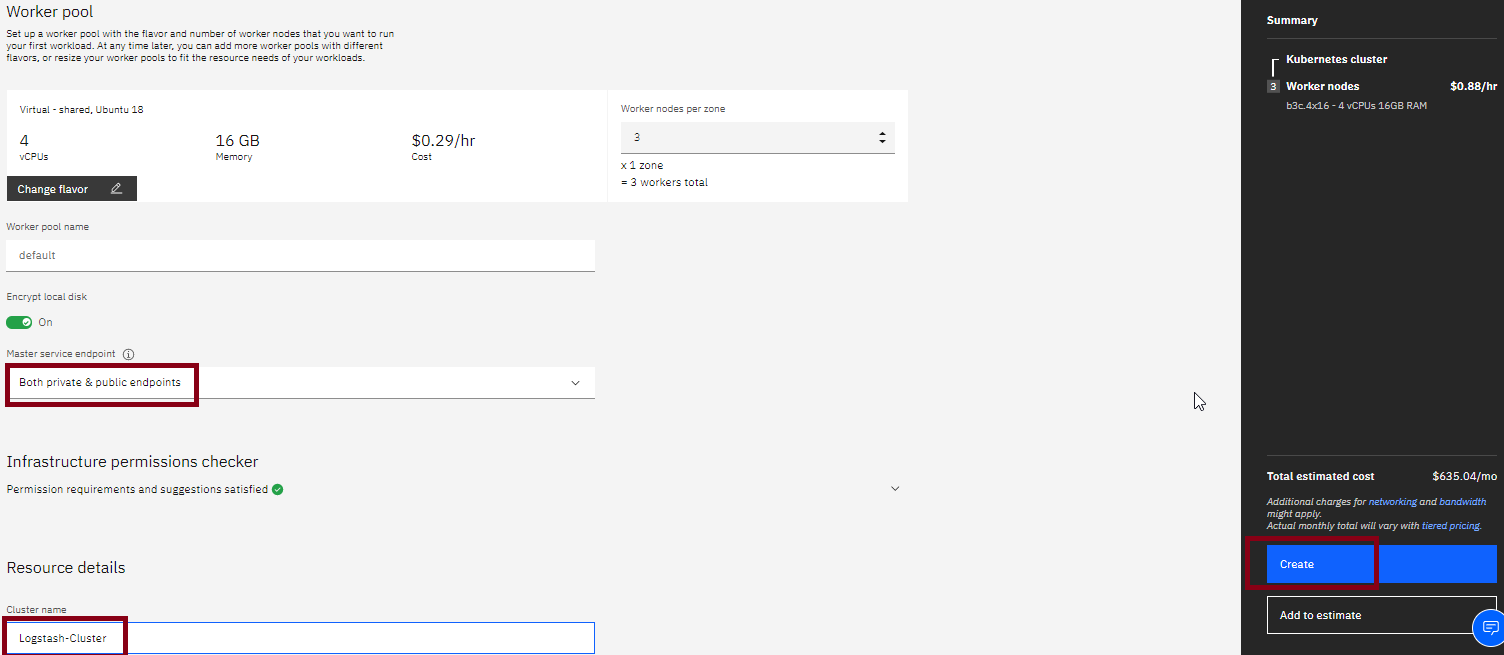 Worker pool
Set up a worker pool with the flavor and number of worker nodes that you want to run
your first workload. At any time later, you can add more worker pools with different
flavors, or resize your worker pools to fit the resource needs of your workloads.
Virtual - shared, Ubuntu 18
4
vCPUs
16 GB
Memory
$0.29/hr
Cost
Change flavor
Worker nodes per zone
3
x 1 zone
= 3 workers total
Worker pool name
default
Encrypt local disk
On
Master service endpoint
Both private & public endpoints
Infrastructure permissions checker
Permission requirements and suggestions satisfied
Resource details
Cluster name
Logstash-Cluster
Summary
Kubernetes cluster
3 Worker nodes $0.88/hr
b3c.4x16 - 4 vCPUs 16GB RAM
Total estimated cost $635.04/mo
Additional charges for networking and bandwidth
might apply.
Actual monthly total will vary with tiered pricing.
Create
Add to estimate